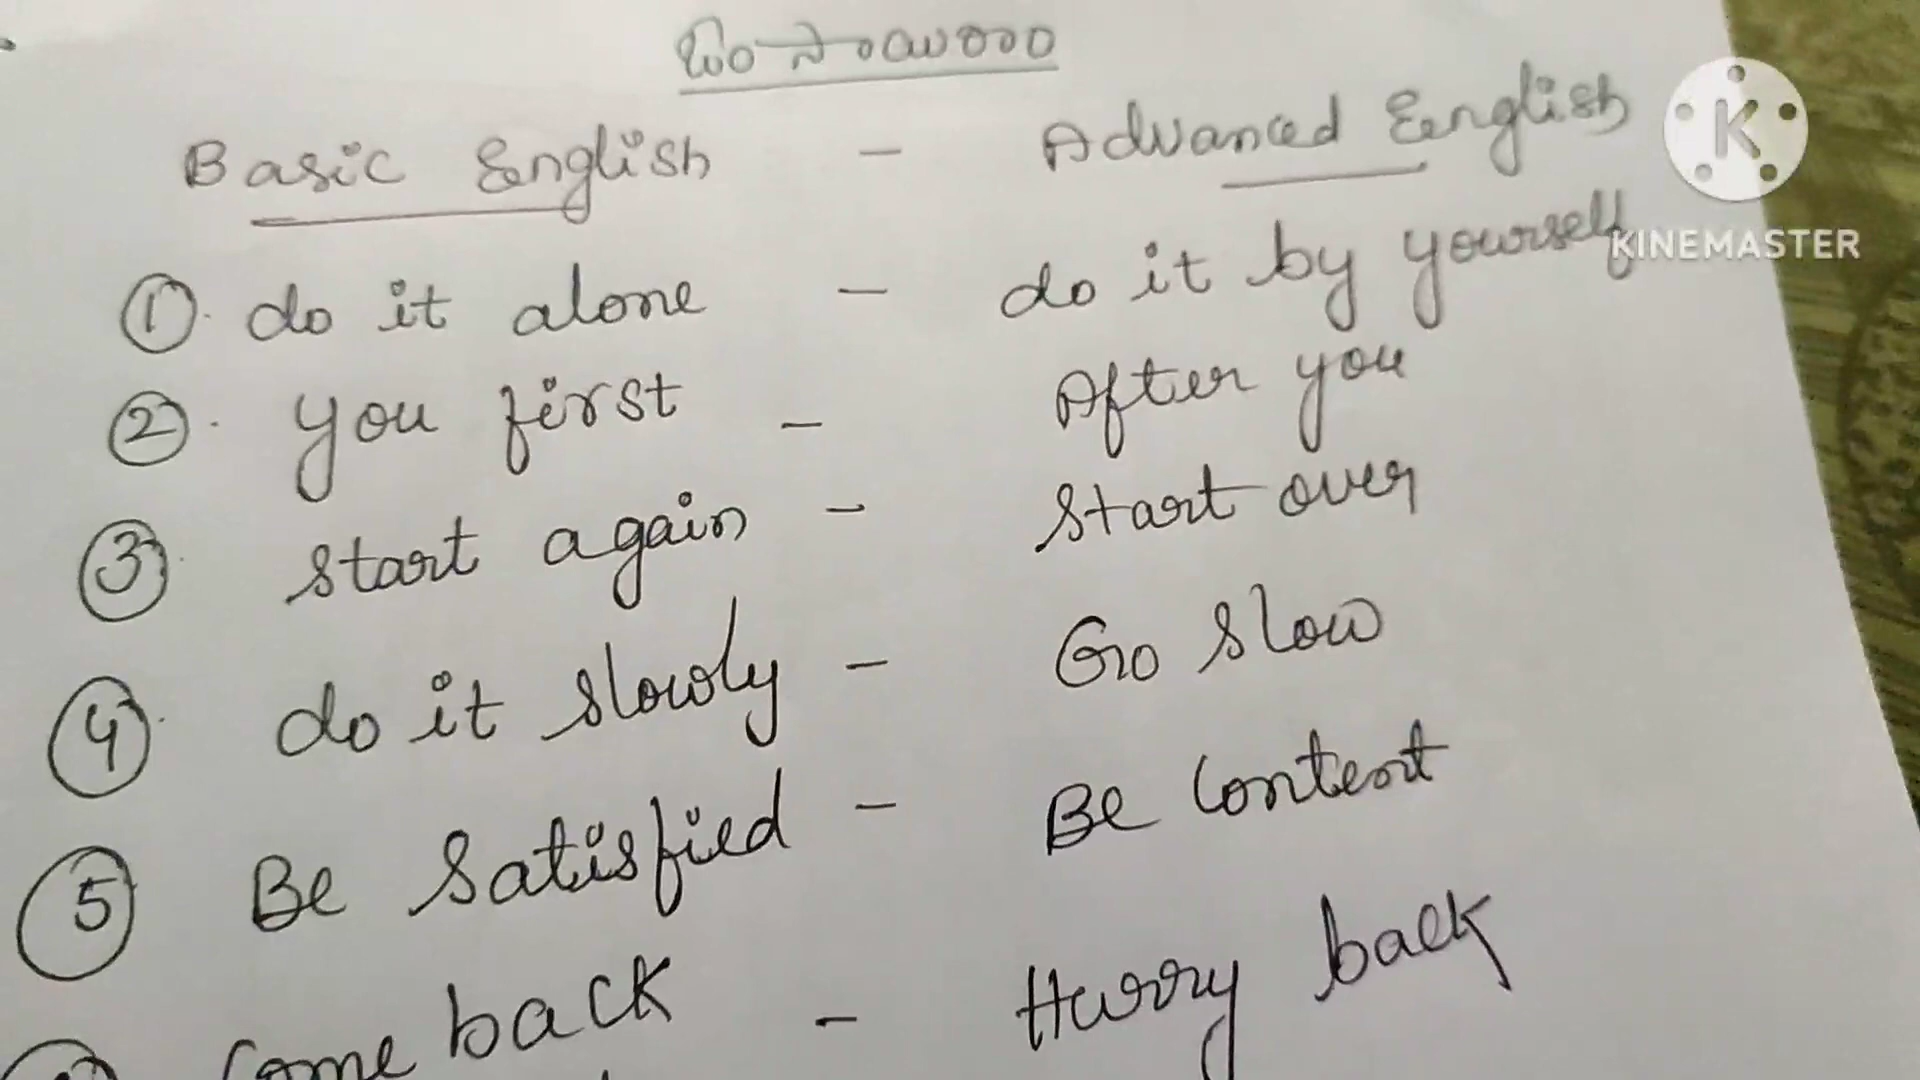 ఓం సాయిరాం
Basic English - Advanced English
① do it alone - do it by yourself
② you first - After you
③ start again - start over
④ do it slowly - Go slow
⑤ Be satisfied - Be content
come back - Hurry back
KINEMASTER